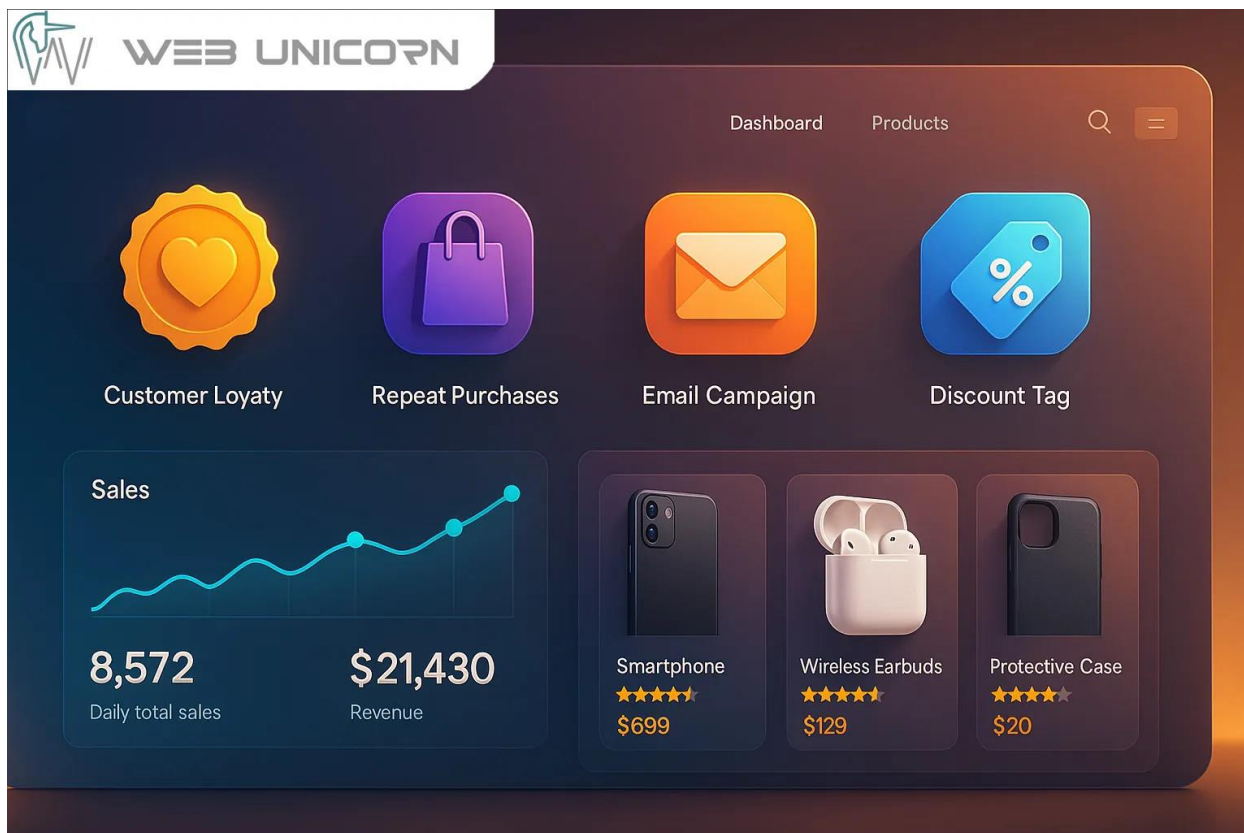 WEB UNICORN
Dashboard Products
Customer Loyaty
Repeat Purchases
Email Campaign
Discount Tag
%
Sales
8,572
Daily total sales
$21,430
Revenue
Smartphone
$699
Wireless Earbuds
$129
Protective Case
$20